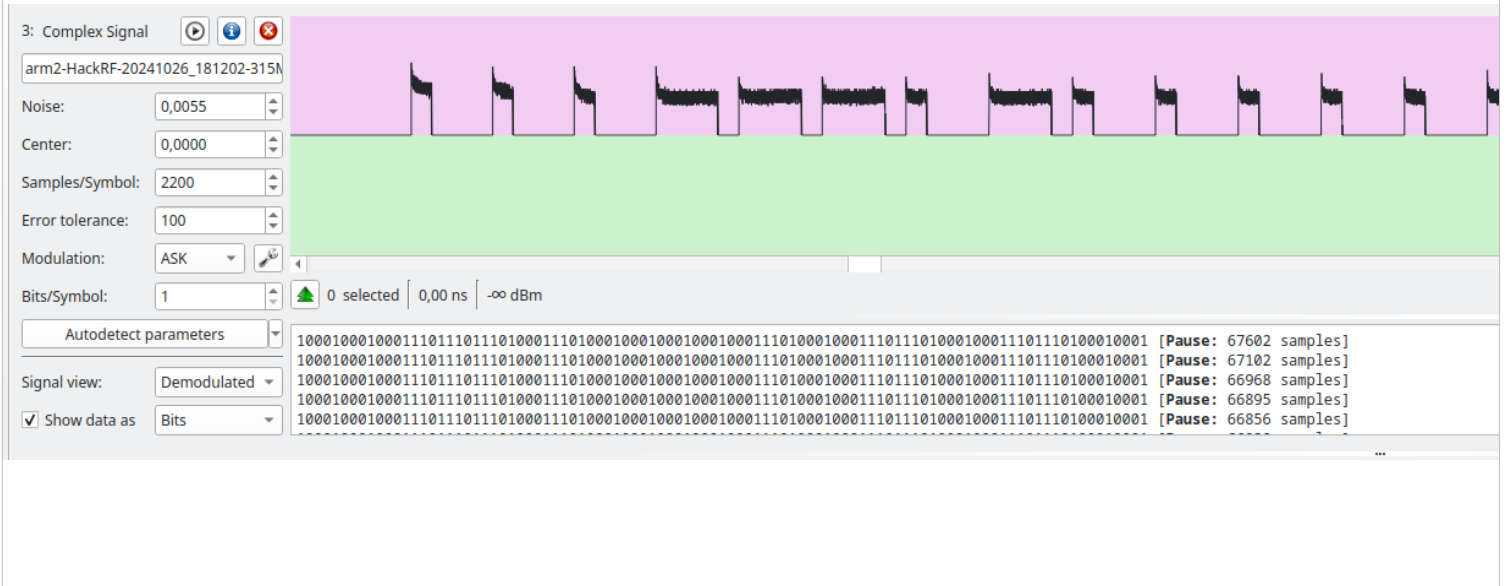 3: Complex Signal
arm2-HackRF-20241026_181202-315M
Noise: 0,0055
Center: 0,0000
Samples/Symbol: 2200
Error tolerance: 100
Modulation: ASK
Bits/Symbol: 1
0 selected 0,00 ns -∞ dBm
Autodetect parameters
Signal view: Demodulated
Show data as Bits
1000100010001110111011101000111010001000100010001000111010001000111011101000100011101110100010001 [Pause: 67602 samples]
1000100010001110111011101000111010001000100010001000111010001000111011101000100011101110100010001 [Pause: 67102 samples]
1000100010001110111011101000111010001000100010001000111010001000111011101000100011101110100010001 [Pause: 66968 samples]
1000100010001110111011101000111010001000100010001000111010001000111011101000100011101110100010001 [Pause: 66895 samples]
1000100010001110111011101000111010001000100010001000111010001000111011101000100011101110100010001 [Pause: 66856 samples]